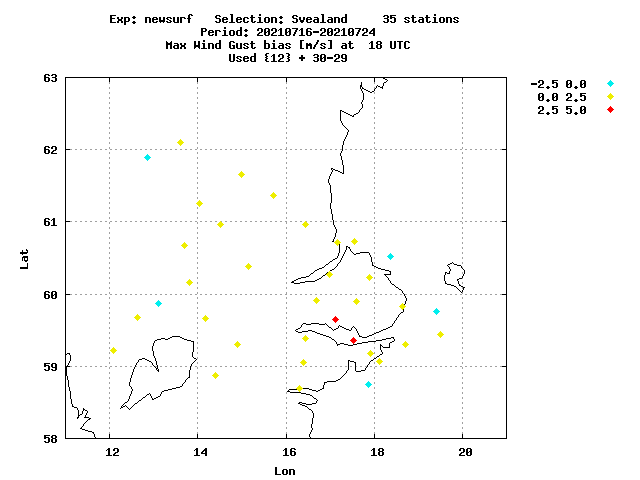 Exp: newsurf   Selection: Svealand     35 stations
Period: 20210716-20210724
Max Wind Gust bias [m/s] at  18 UTC
Used {12} + 30-29
63
62
61
60
59
58
Lat
12 14 16 18 20
Lon
-2.5 0.0
0.0 2.5
2.5 5.0